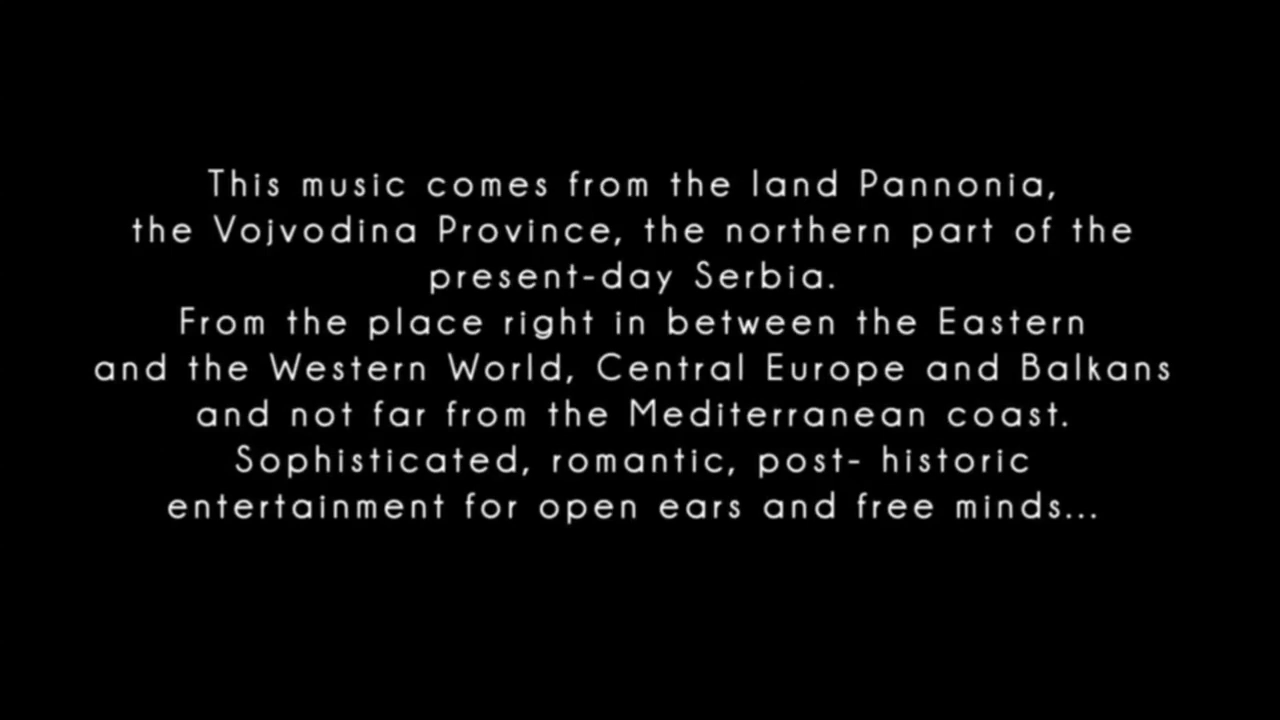 This music comes from the land Pannonia,
the Vojvodina Province, the northern part of the
present-day Serbia.
From the place right in between the Eastern
and the Western World, Central Europe and Balkans
and not far from the Mediterranean coast.
Sophisticated, romantic, post- historic
entertainment for open ears and free minds...